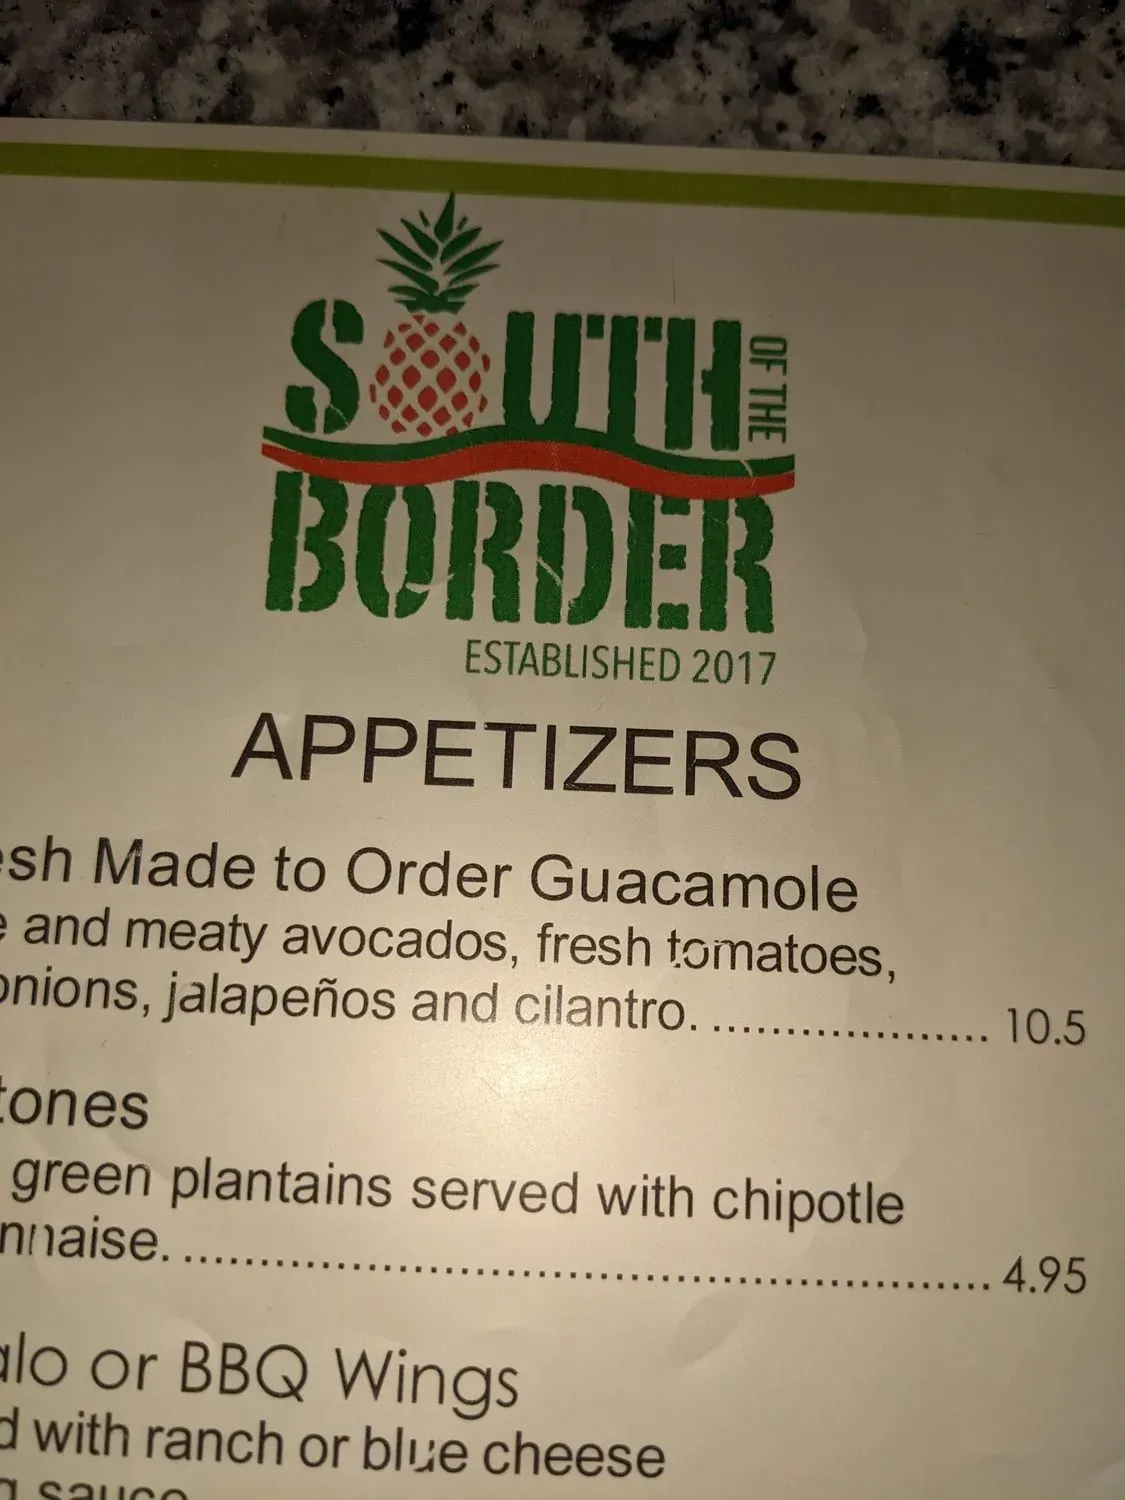 SOUTH OF THE
BORDER
ESTABLISHED 2017
APPETIZERS
esh Made to Order Guacamole
e and meaty avocados, fresh tomatoes,
onions, jalapeños and cilantro. ................... 10.5
tones
green plantains served with chipotle
nnaise. ....................................................... 4.95
alo or BBQ Wings
d with ranch or blue cheese
g sauce